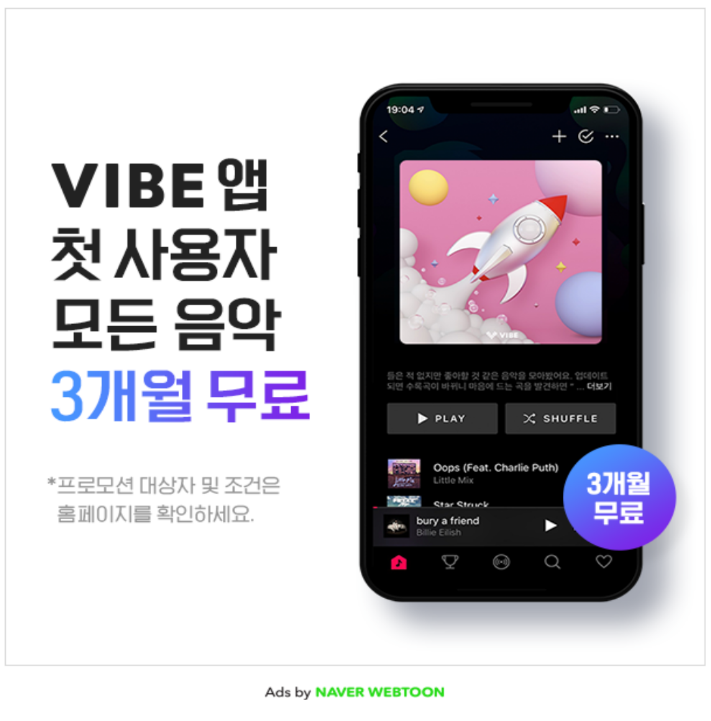 VIBE 앱
첫 사용자
모든 음악
3개월 무료
*프로모션 대상자 및 조건은
홈페이지를 확인하세요.
19:04
VIBE
들은 적 없지만 좋아할 것 같은 음악을 모아봤어요. 업데이트
되면 수록곡이 바뀌니 마음에 드는 곡을 발견하면 " ... 더보기
PLAY
SHUFFLE
Oops (Feat. Charlie Puth)
Little Mix
Star Struck
bury a friend
Billie Eilish
3개월
무료
Ads by NAVER WEBTOON